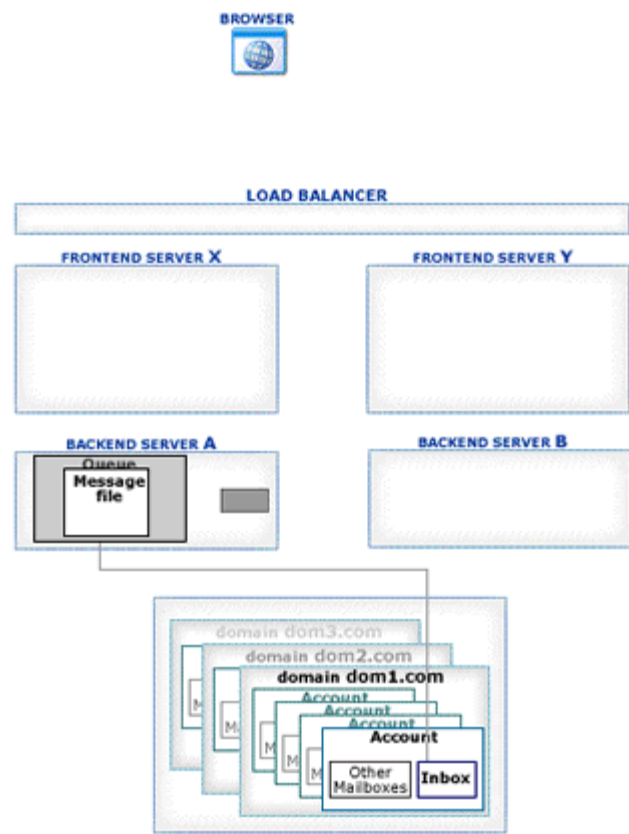 BROWSER
LOAD BALANCER
FRONTEND SERVER X
FRONTEND SERVER Y
BACKEND SERVER A
BACKEND SERVER B
Queue
Message
file
domain dom3.com
domain dom2.com
domain dom1.com
Account
Account
Account
Account
M
Ma
M
M
M
Other
Mailboxes
Inbox